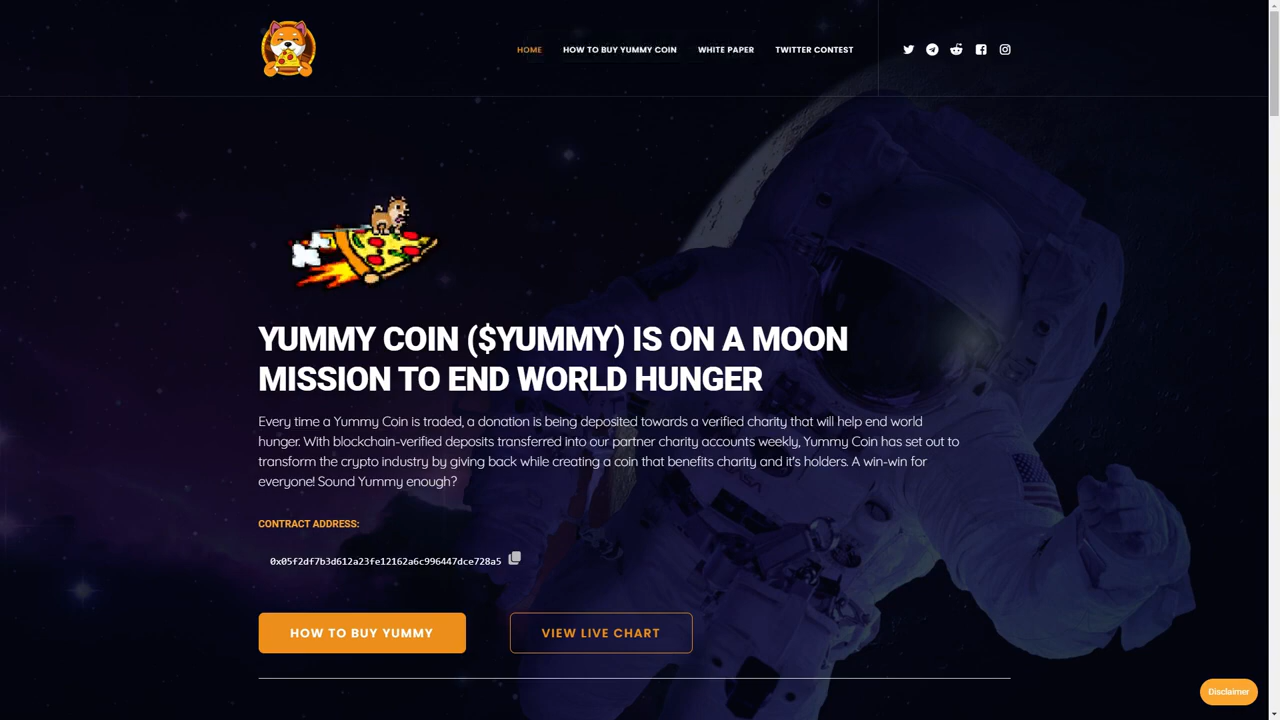 HOME
HOW TO BUY YUMMY COIN
WHITE PAPER
TWITTER CONTEST
YUMMY COIN ($YUMMY) IS ON A MOON
MISSION TO END WORLD HUNGER
Every time a Yummy Coin is traded, a donation is being deposited towards a verified charity that will help end world
hunger. With blockchain-verified deposits transferred into our partner charity accounts weekly, Yummy Coin has set out to
transform the crypto industry by giving back while creating a coin that benefits charity and it's holders. A win-win for
everyone! Sound Yummy enough?
CONTRACT ADDRESS:
0x05f2df7b3d612a23fe12162a6c996447dce728a5
HOW TO BUY YUMMY
VIEW LIVE CHART
Disclaimer